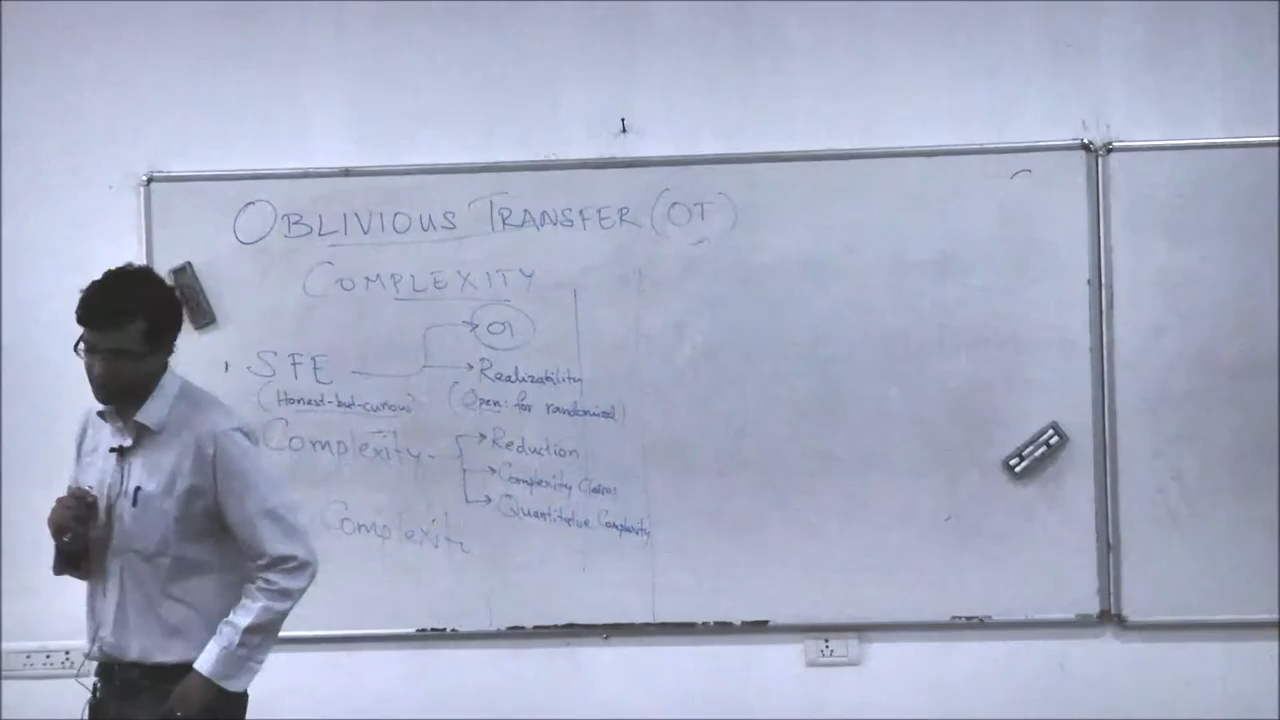 OBLIVIOUS TRANSFER (OT)
COMPLEXITY
OT
SFE → Realizability
(Honest-but-curious) (Open: for randomized)
Complexity → Reduction
→ Complexity Classes
→ Quantitative Complexity
Complexity